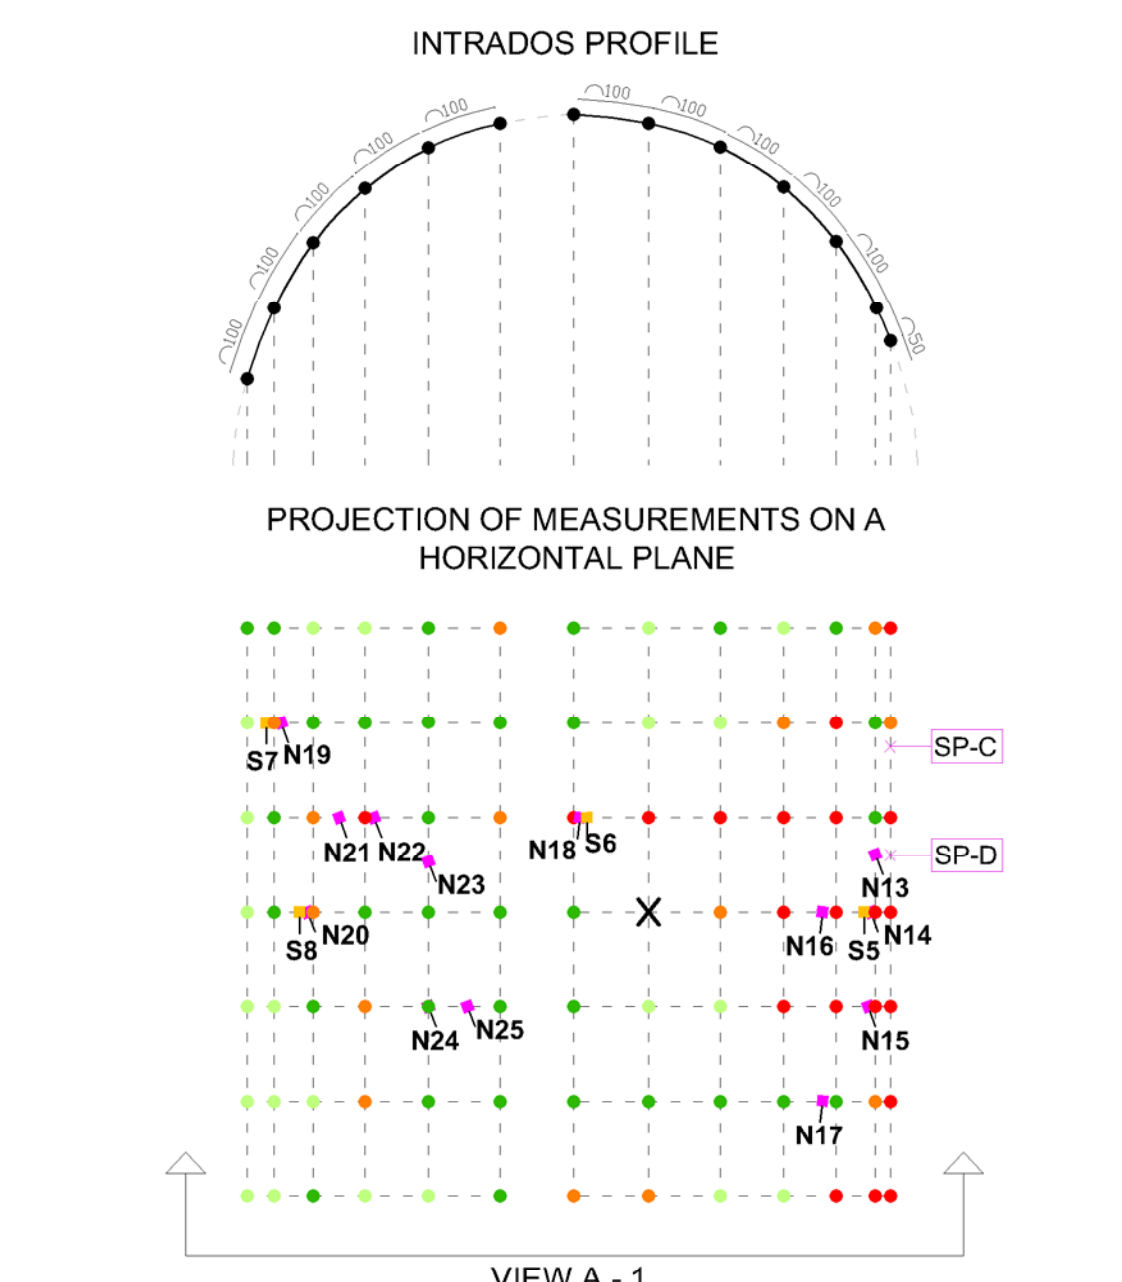 INTRADOS PROFILE
⌒100
⌒100
⌒100
⌒100
⌒100
⌒100
⌒100
⌒100
⌒100
⌒100
⌒50
PROJECTION OF MEASUREMENTS ON A
HORIZONTAL PLANE
S7 N19
SP-C
N21 N22 N18 S6
SP-D
N23 N13
S8 N20 N16 S5 N14
N24 N25 N15
N17
VIEW A - 1